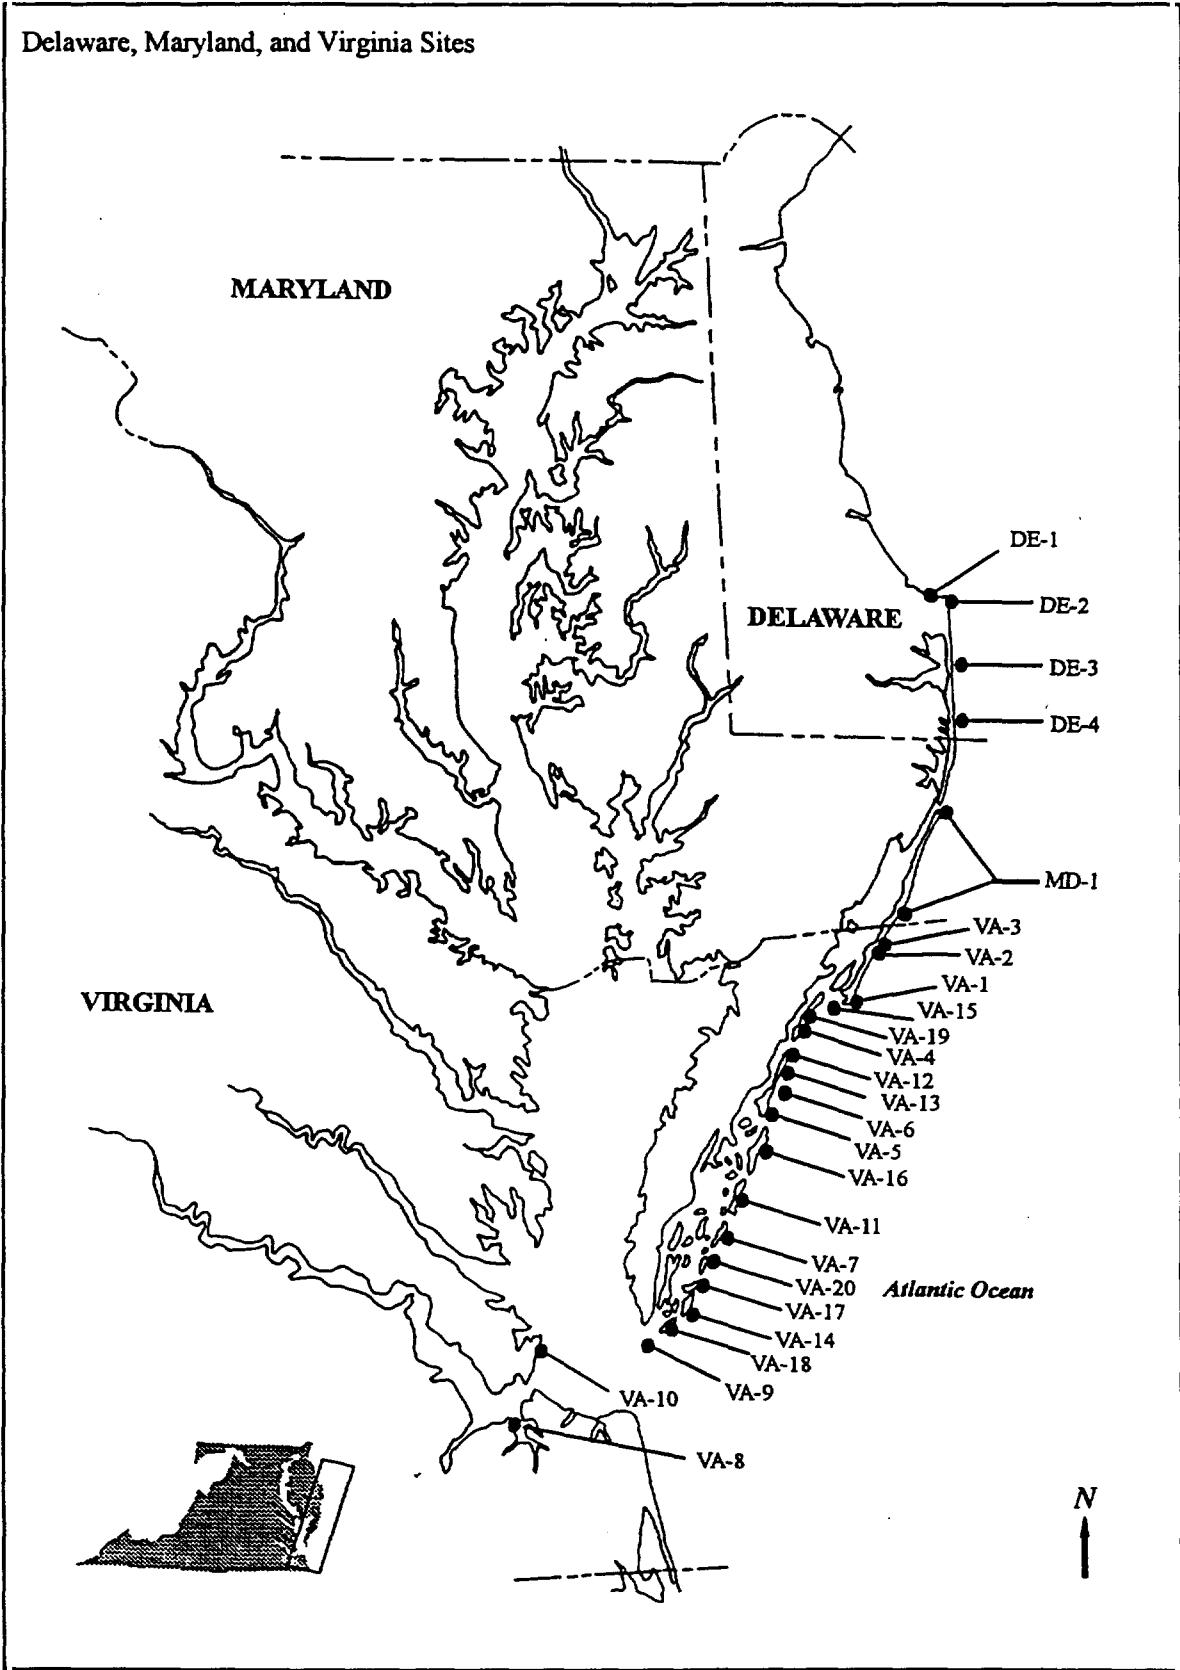 Delaware, Maryland, and Virginia Sites
MARYLAND
DE-1
DELAWARE
DE-2
DE-3
DE-4
MD-1
VA-3
VA-2
VA-1
VIRGINIA
VA-15
VA-19
VA-4
VA-12
VA-13
VA-6
VA-5
VA-16
VA-11
VA-7
VA-20
Atlantic Ocean
VA-17
VA-14
VA-18
VA-9
VA-10
VA-8
N